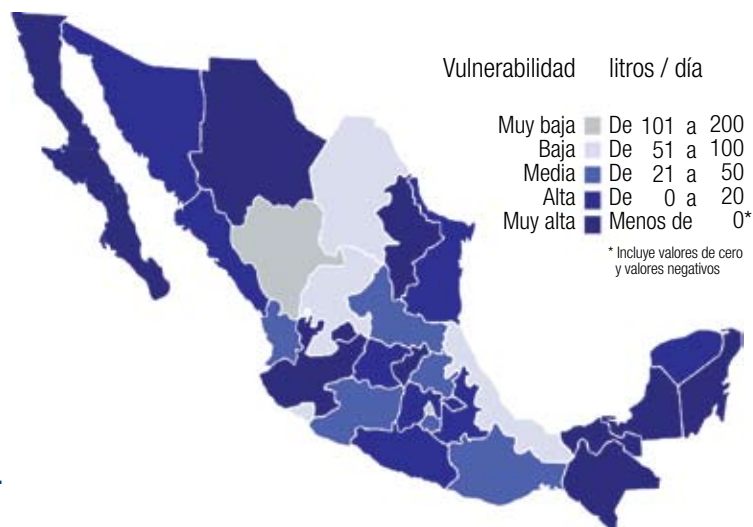 Vulnerabilidad litros / día
Muy baja De 101 a 200
Baja De 51 a 100
Media De 21 a 50
Alta De 0 a 20
Muy alta Menos de 0*
* Incluye valores de cero
y valores negativos